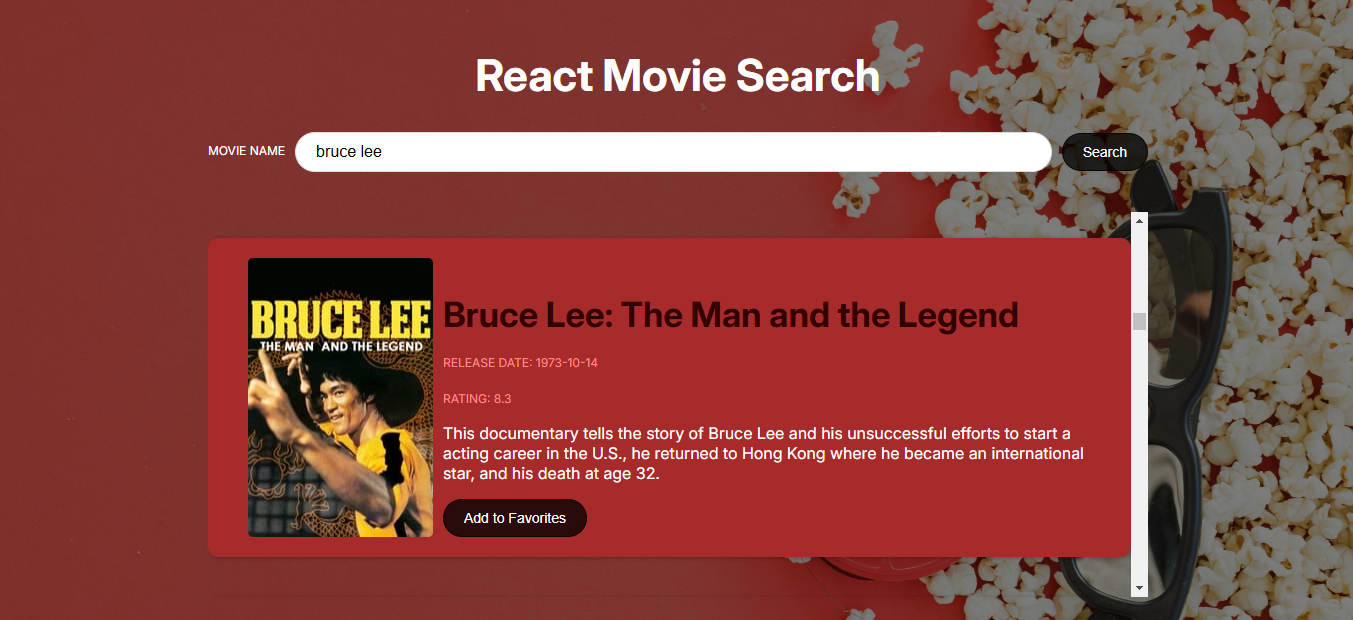 React Movie Search
MOVIE NAME
bruce lee
Search
BRUCE LEE
THE MAN AND THE LEGEND
Bruce Lee: The Man and the Legend
RELEASE DATE: 1973-10-14
RATING: 8.3
This documentary tells the story of Bruce Lee and his unsuccessful efforts to start a
acting career in the U.S., he returned to Hong Kong where he became an international
star, and his death at age 32.
Add to Favorites